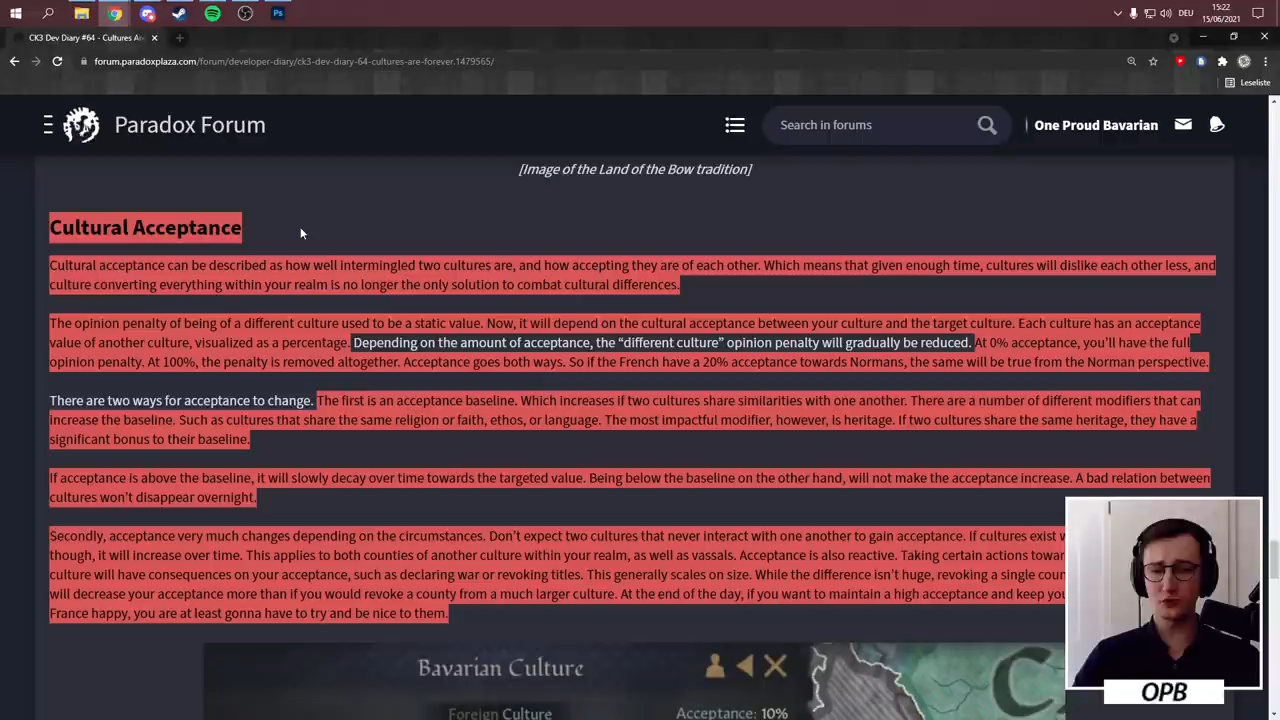 15:22
DEU
15/06/2021
Ps
CK3 Dev Diary #64 - Cultures Ar
forum.paradoxplaza.com/forum/developer-diary/ck3-dev-diary-64-cultures-are-forever.1479565/
Leseliste
Paradox Forum
Search in forums
One Proud Bavarian
[Image of the Land of the Bow tradition]
Cultural Acceptance
Cultural acceptance can be described as how well intermingled two cultures are, and how accepting they are of each other. Which means that given enough time, cultures will dislike each other less, and
culture converting everything within your realm is no longer the only solution to combat cultural differences.
The opinion penalty of being of a different culture used to be a static value. Now, it will depend on the cultural acceptance between your culture and the target culture. Each culture has an acceptance
value of another culture, visualized as a percentage. Depending on the amount of acceptance, the “different culture” opinion penalty will gradually be reduced. At 0% acceptance, you’ll have the full
opinion penalty. At 100%, the penalty is removed altogether. Acceptance goes both ways. So if the French have a 20% acceptance towards Normans, the same will be true from the Norman perspective.
There are two ways for acceptance to change. The first is an acceptance baseline. Which increases if two cultures share similarities with one another. There are a number of different modifiers that can
increase the baseline. Such as cultures that share the same religion or faith, ethos, or language. The most impactful modifier, however, is heritage. If two cultures share the same heritage, they have a
significant bonus to their baseline.
If acceptance is above the baseline, it will slowly decay over time towards the targeted value. Being below the baseline on the other hand, will not make the acceptance increase. A bad relation between
cultures won’t disappear overnight.
Secondly, acceptance very much changes depending on the circumstances. Don’t expect two cultures that never interact with one another to gain acceptance. If cultures exist
though, it will increase over time. This applies to both counties of another culture within your realm, as well as vassals. Acceptance is also reactive. Taking certain actions
culture will have consequences on your acceptance, such as declaring war or revoking titles. This generally scales on size. While the difference isn’t huge, revoking a single
will decrease your acceptance more than if you would revoke a county from a much larger culture. At the end of the day, if you want to maintain a high acceptance and keep
France happy, you are at least gonna have to try and be nice to them.
Bavarian Culture
Foreign Culture
Acceptance: 10%
C
OPB